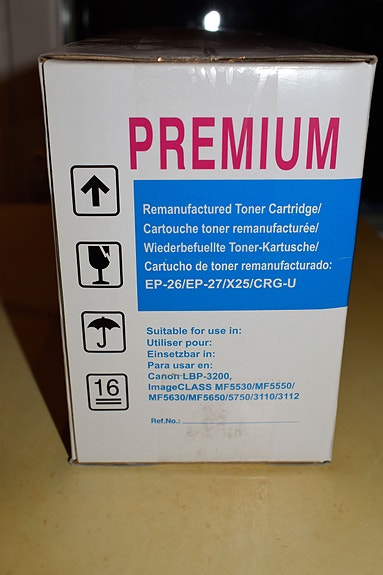 PREMIUM
Remanufactured Toner Cartridge/
Cartouche toner remanufacturée/
Wiederbefuellte Toner-Kartusche/
Cartucho de toner remanufacturado:
EP-26/EP-27/X25/CRG-U
Suitable for use in:
Utiliser pour:
Einsetzbar in:
Para usar en:
Canon LBP-3200,
ImageCLASS MF5530/MF5550/
MF5630/MF5650/5750/3110/3112
Ref.No.:
16